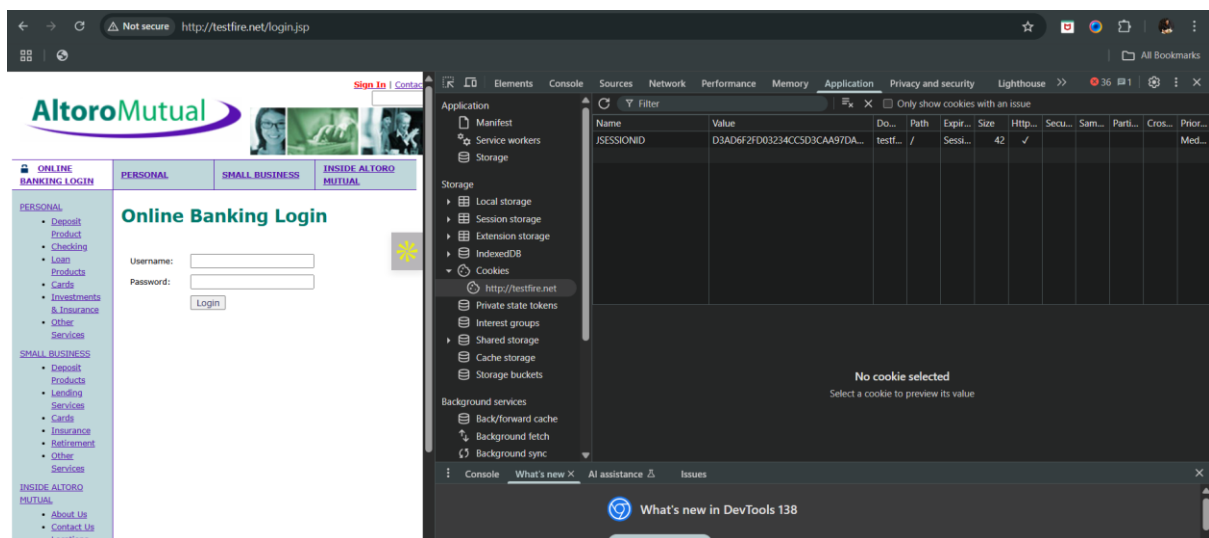 Not secure http://testfire.net/login.jsp
All Bookmarks
Sign In | Contac
AltoroMutual
ONLINE BANKING LOGIN
PERSONAL
SMALL BUSINESS
INSIDE ALTORO MUTUAL
PERSONAL
Deposit
Product
Checking
Loan
Products
Cards
Investments
& Insurance
Other
Services
SMALL BUSINESS
Deposit
Products
Lending
Services
Cards
Insurance
Retirement
Other
Services
INSIDE ALTORO
MUTUAL
About Us
Contact Us
Online Banking Login
Username:
Password:
Login
Elements Console Sources Network Performance Memory Application Privacy and security Lighthouse 36 1
Application
Manifest
Service workers
Storage
Storage
Local storage
Session storage
Extension storage
IndexedDB
Cookies
http://testfire.net
Private state tokens
Interest groups
Shared storage
Cache storage
Storage buckets
Background services
Back/forward cache
Background fetch
Background sync
Filter Only show cookies with an issue
Name Value Do... Path Expir... Size Http... Secu... Sam... Parti... Cros... Prior...
JSESSIONID D3AD6F2FD03234CC5D3CAA97DA... testf... / Sessi... 42 ✓ Med...
No cookie selected
Select a cookie to preview its value
Console What's new AI assistance Issues
What's new in DevTools 138